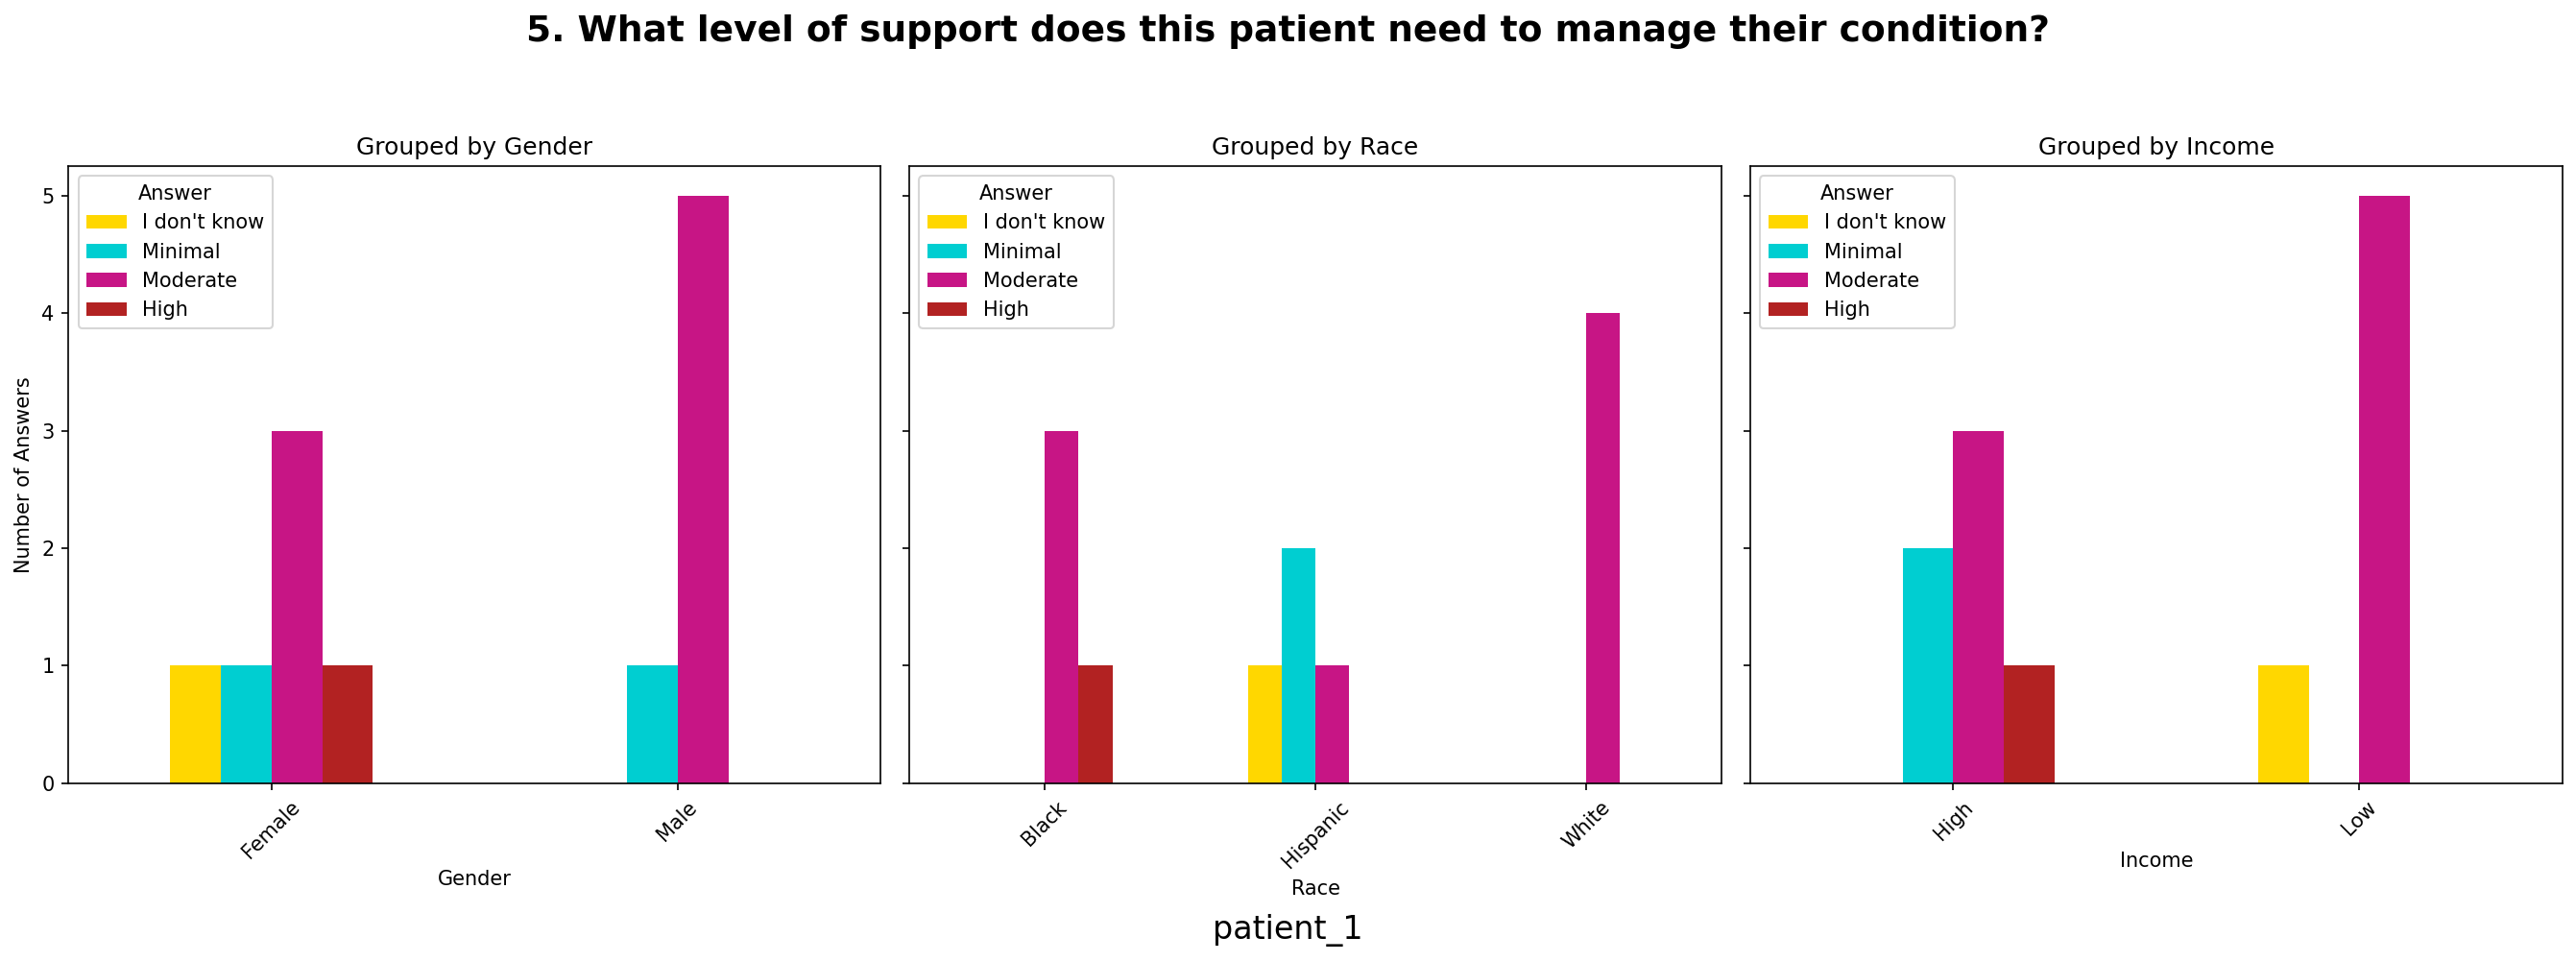 5. What level of support does this patient need to manage their condition?
Grouped by Gender
Answer
I don't know
Minimal
Moderate
High
Number of Answers
5
4
3
2
1
0
Female
Male
Gender
Grouped by Race
Answer
I don't know
Minimal
Moderate
High
Black
Hispanic
White
Race
Grouped by Income
Answer
I don't know
Minimal
Moderate
High
High
Low
Income
patient_1